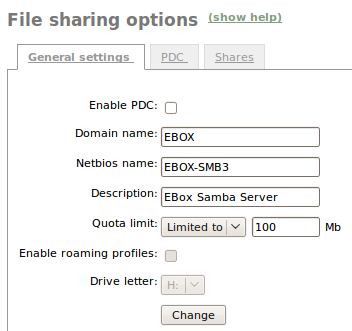 File sharing options (show help)
General settings PDC Shares
Enable PDC:
Domain name: EBOX
Netbios name: EBOX-SMB3
Description: EBox Samba Server
Quota limit: Limited to 100 Mb
Enable roaming profiles:
Drive letter: H:
Change